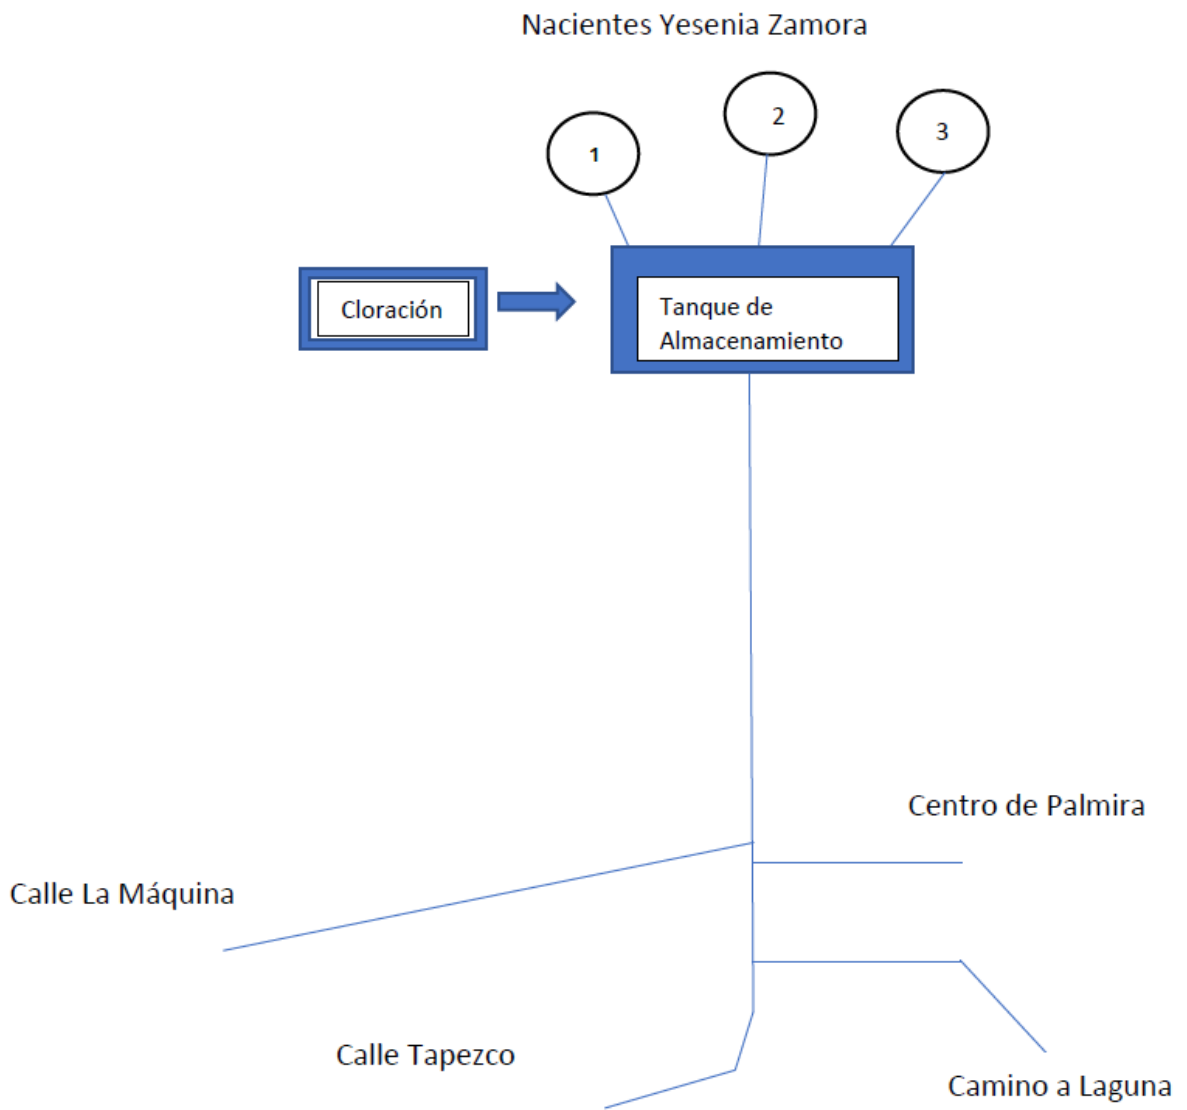 Nacientes Yesenia Zamora
1
2
3
Cloración
Tanque de
Almacenamiento
Centro de Palmira
Calle La Máquina
Calle Tapezco
Camino a Laguna